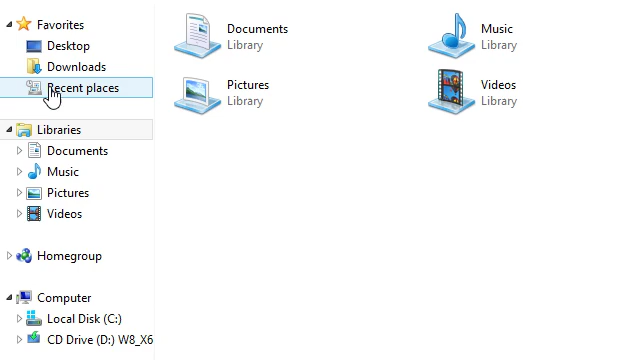 Favorites
Desktop
Downloads
Recent places
Libraries
Documents
Music
Pictures
Videos
Homegroup
Computer
Local Disk (C:)
CD Drive (D:) W8_X6
Documents
Library
Music
Library
Pictures
Library
Videos
Library